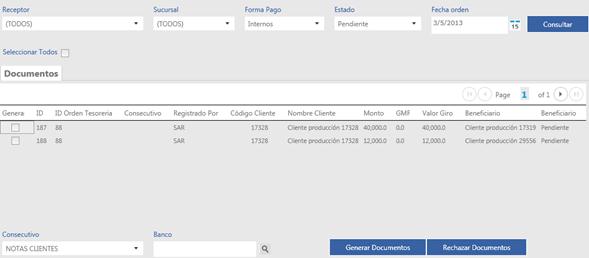 Receptor Sucursal Forma Pago Estado Fecha orden
(TODOS) (TODOS) Internos Pendiente 3/5/2013 15 Consultar
Seleccionar Todos
Documentos
Page 1 of 1
Genera ID ID Orden Tesoreria Consecutivo Registrado Por Código Cliente Nombre Cliente Monto GMF Valor Giro Beneficiario Beneficiario
187 88 SAR 17328 Cliente producción 17328 40,000.0 0.0 40,000.0 Cliente producción 17319 Pendiente
188 88 SAR 17328 Cliente producción 17328 12,000.0 0.0 12,000.0 Cliente producción 29556 Pendiente
Consecutivo Banco
NOTAS CLIENTES Generar Documentos Rechazar Documentos